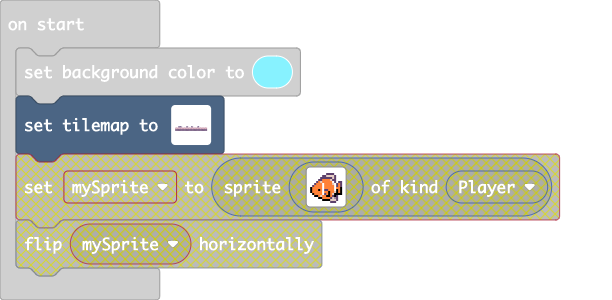 on start
set background color to
set tilemap to
set mySprite to sprite of kind Player
flip mySprite horizontally